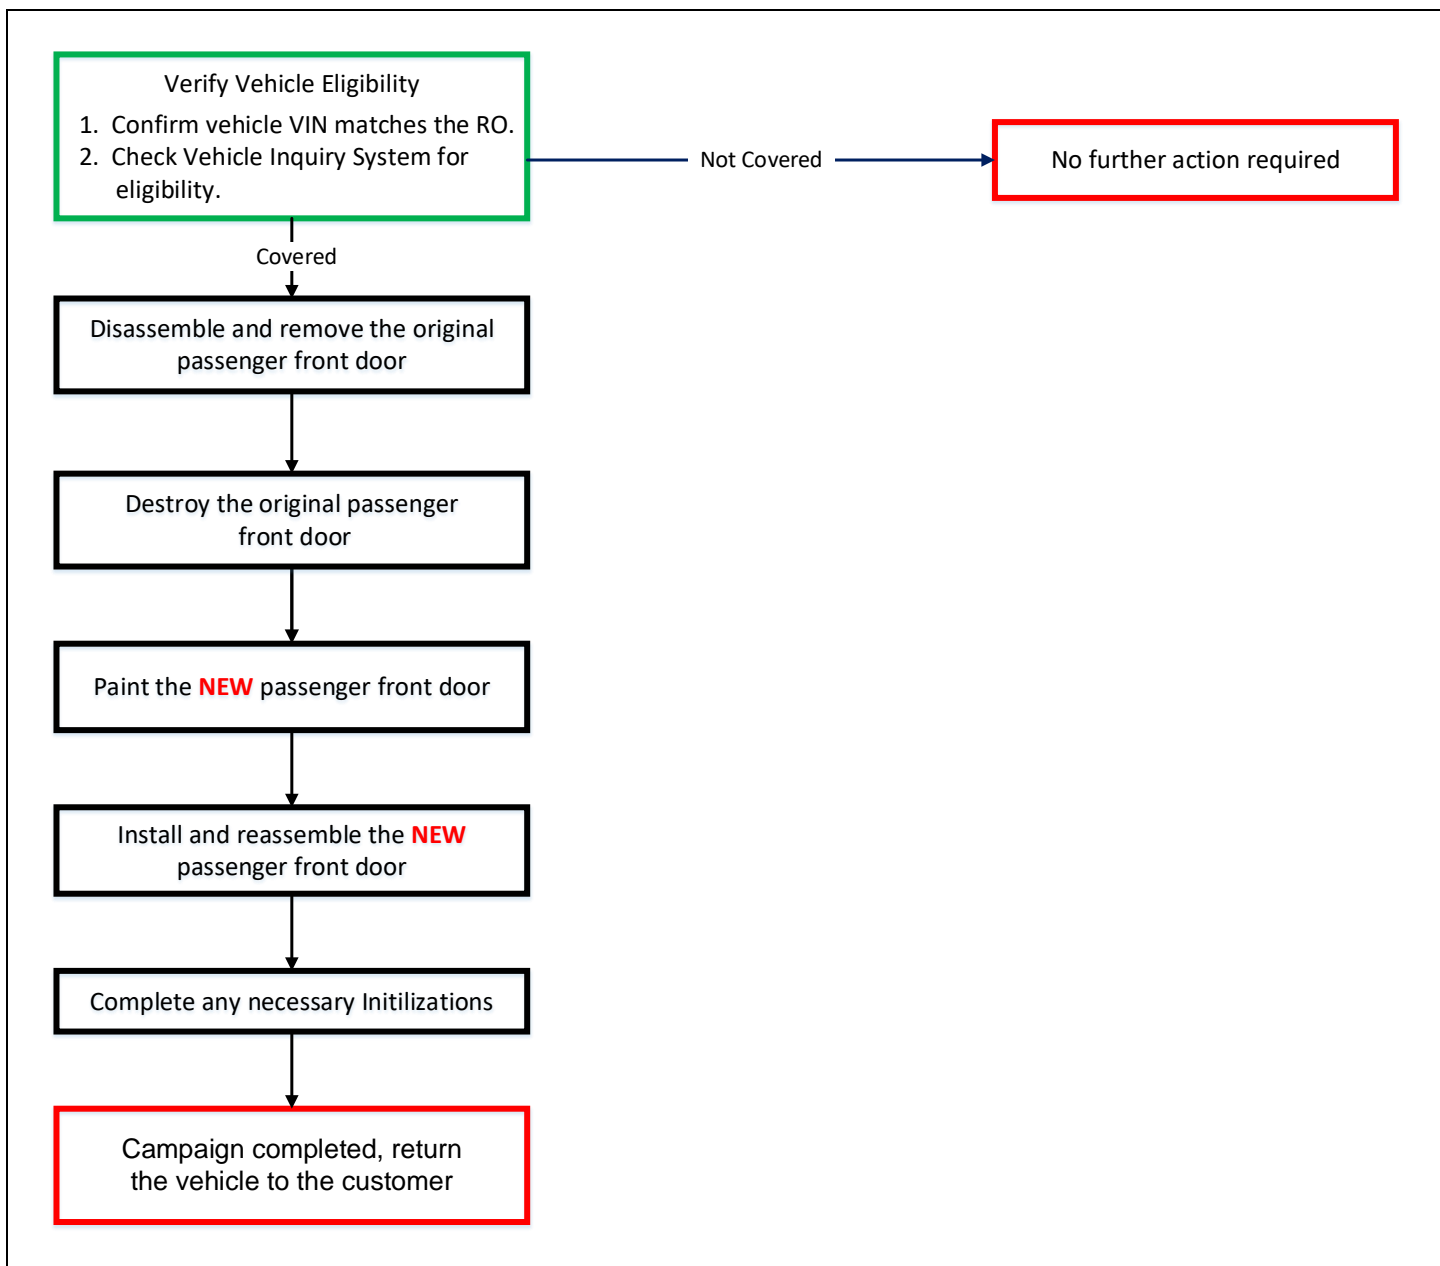 Verify Vehicle Eligibility
1. Confirm vehicle VIN matches the RO.
2. Check Vehicle Inquiry System for
eligibility.
Not Covered
No further action required
Covered
Disassemble and remove the original
passenger front door
Destroy the original passenger
front door
Paint the NEW passenger front door
Install and reassemble the NEW
passenger front door
Complete any necessary Initilizations
Campaign completed, return
the vehicle to the customer